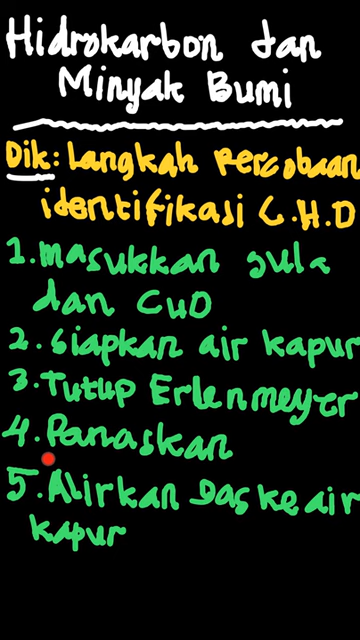 Hidrokarbon dan
Minyak Bumi
Dik: Langkah Percobaan
identifikasi C.H.O
1. masukkan gula
dan CuO
2. Siapkan air kapur
3. Tutup Erlenmeyer
4. Panaskan
5. Alirkan gas ke air
kapur